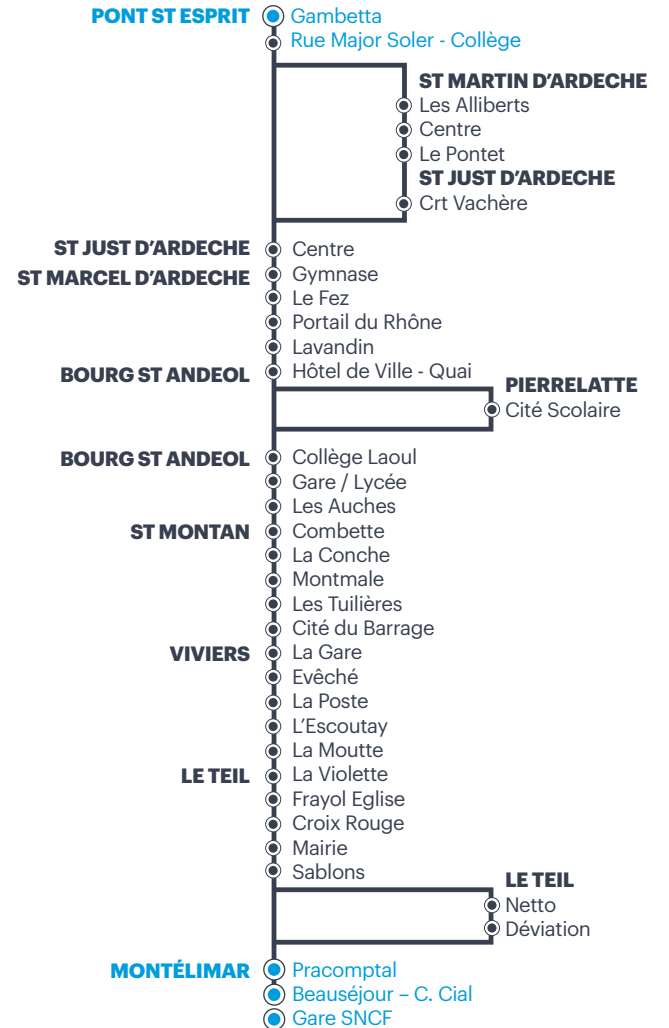 PONT ST ESPRIT Gambetta
Rue Major Soler - Collège
ST MARTIN D'ARDECHE
Les Alliberts
Centre
Le Pontet
ST JUST D'ARDECHE
Crt Vachère
ST JUST D'ARDECHE Centre
ST MARCEL D'ARDECHE Gymnase
Le Fez
Portail du Rhône
Lavandin
BOURG ST ANDEOL Hôtel de Ville - Quai
PIERRELATTE
Cité Scolaire
BOURG ST ANDEOL Collège Laoul
Gare / Lycée
Les Auches
ST MONTAN Combette
La Conche
Montmale
Les Tuilières
Cité du Barrage
VIVIERS La Gare
Evêché
La Poste
L'Escoutay
La Moutte
LE TEIL La Violette
Frayol Eglise
Croix Rouge
Mairie
Sablons
LE TEIL
Netto
Déviation
MONTÉLIMAR Pracomptal
Beauséjour – C. Cial
Gare SNCF